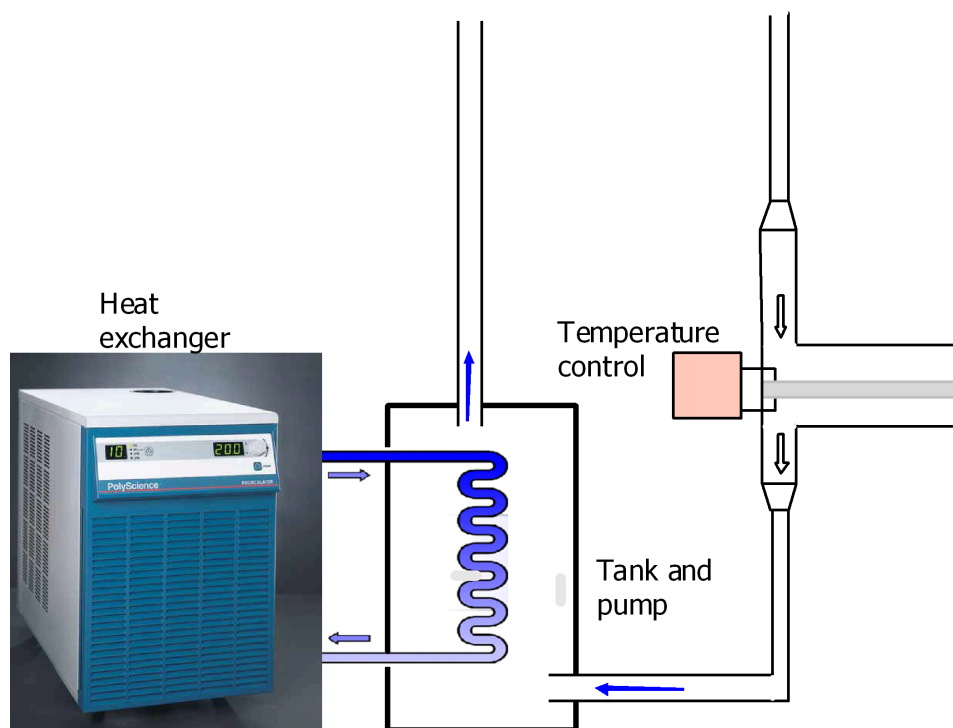 Heat
exchanger
Temperature
control
10
200
PolyScience
Tank and
pump